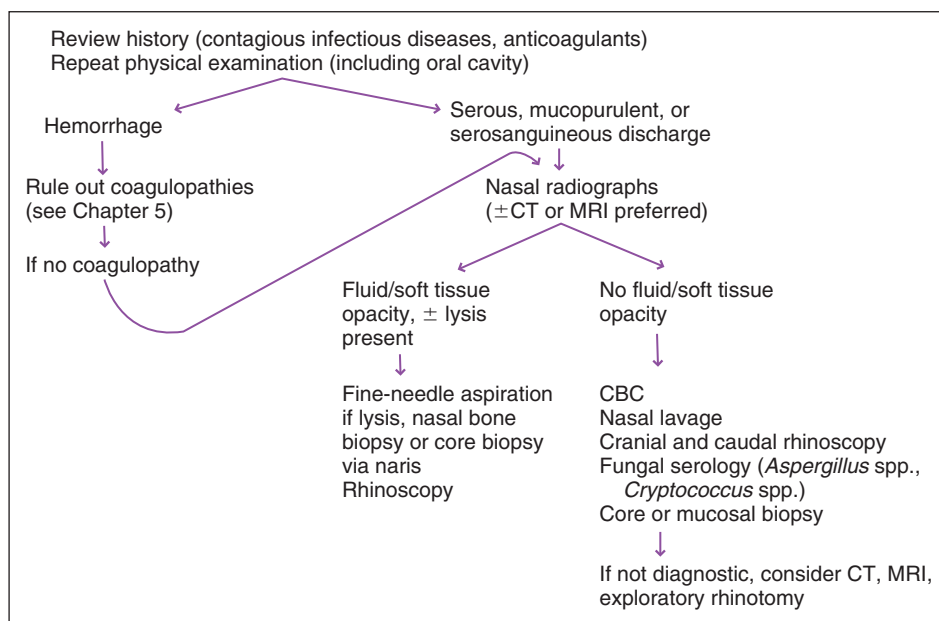 Review history (contagious infectious diseases, anticoagulants)
Repeat physical examination (including oral cavity)
Hemorrhage
Rule out coagulopathies
(see Chapter 5)
If no coagulopathy
Serous, mucopurulent, or
serosanguineous discharge
Nasal radiographs
(±CT or MRI preferred)
Fluid/soft tissue
opacity, ± lysis
present
Fine-needle aspiration
if lysis, nasal bone
biopsy or core biopsy
via naris
Rhinoscopy
No fluid/soft tissue
opacity
CBC
Nasal lavage
Cranial and caudal rhinoscopy
Fungal serology (Aspergillus spp.,
Cryptococcus spp.)
Core or mucosal biopsy
If not diagnostic, consider CT, MRI,
exploratory rhinotomy